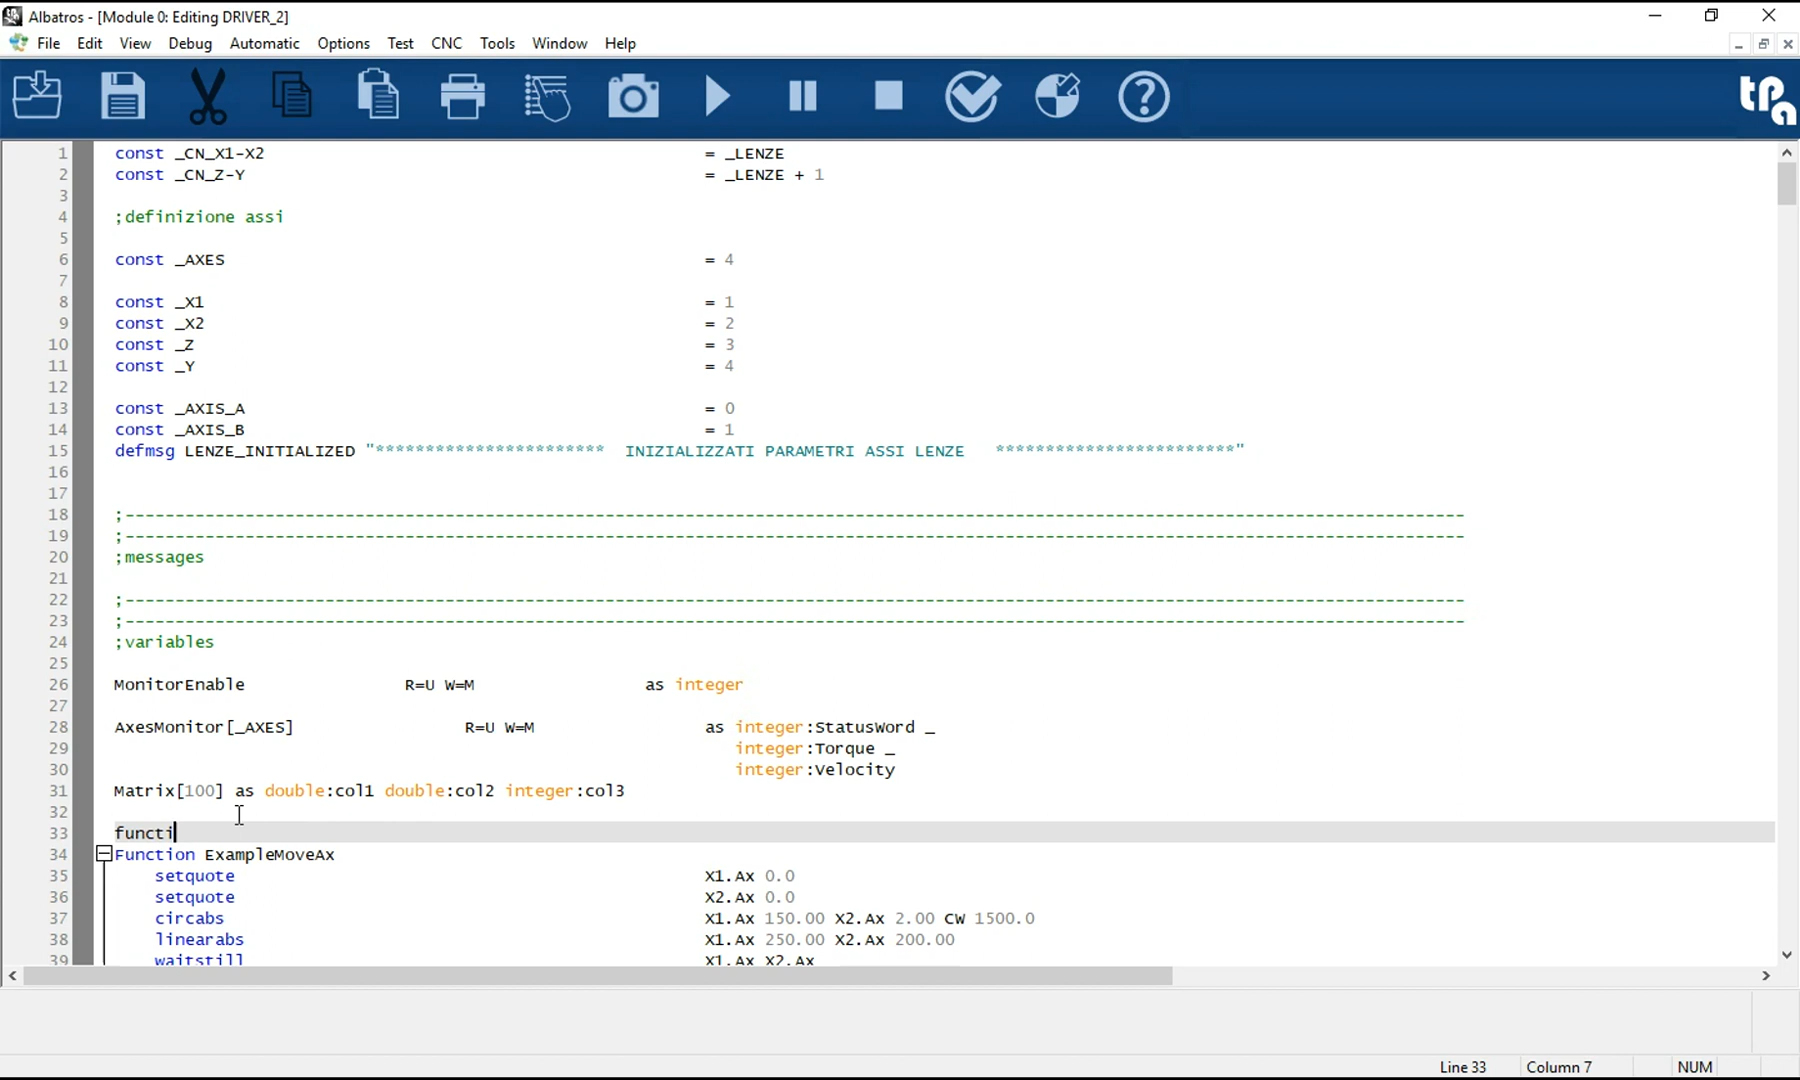 Albatros - [Module 0: Editing DRIVER_2]
File Edit View Debug Automatic Options Test CNC Tools Window Help
tpa
1 const _CN_X1-X2 = _LENZE
2 const _CN_Z-Y = _LENZE + 1
3
4 ;definizione assi
5
6 const _AXES = 4
7
8 const _X1 = 1
9 const _X2 = 2
10 const _Z = 3
11 const _Y = 4
12
13 const _AXIS_A = 0
14 const _AXIS_B = 1
15 defmsg LENZE_INITIALIZED "*********************** INIZIALIZZATI PARAMETRI ASSI LENZE ************************"
16
17
18 ;--------------------------------------------------------------------------------------------------------------------------------------
19 ;--------------------------------------------------------------------------------------------------------------------------------------
20 ;messages
21
22 ;--------------------------------------------------------------------------------------------------------------------------------------
23 ;--------------------------------------------------------------------------------------------------------------------------------------
24 ;variables
25
26 MonitorEnable R=U W=M as integer
27
28 AxesMonitor[_AXES] R=U W=M as integer:StatusWord _
29 integer:Torque _
30 integer:Velocity
31 Matrix[100] as double:col1 double:col2 integer:col3
32
33 functi
34 Function ExampleMoveAx
35 setquote X1.Ax 0.0
36 setquote X2.Ax 0.0
37 circabs X1.Ax 150.00 X2.Ax 2.00 CW 1500.0
38 linearabs X1.Ax 250.00 X2.Ax 200.00
39 waitstill X1.Ax X2.Ax
Line 33 Column 7 NUM